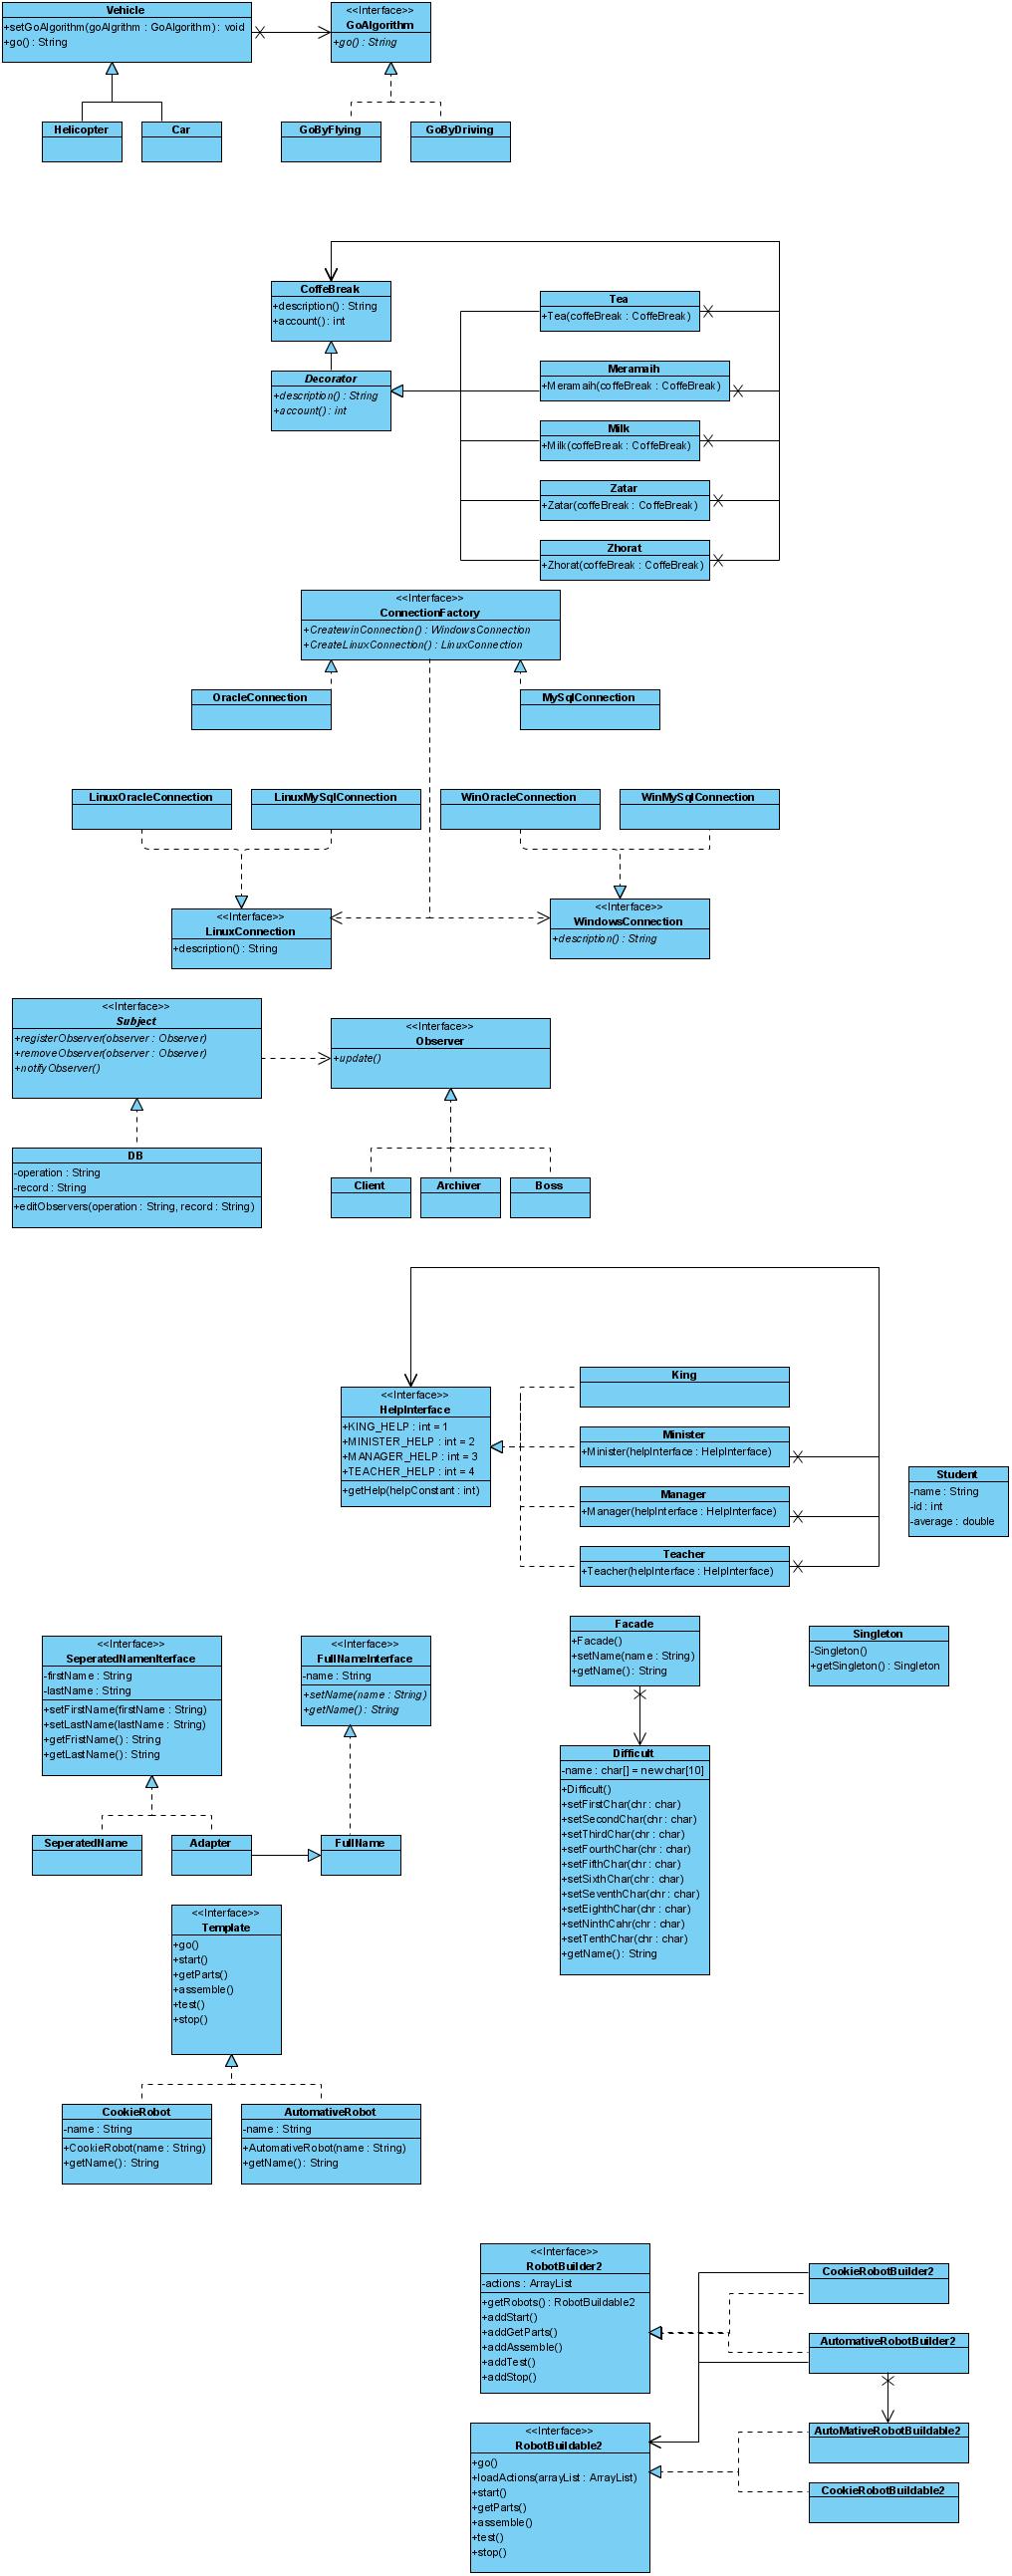 Vehicle
+setGoAlgorithm(goAlgrithm : GoAlgorithm) : void
+go() : String
<<Interface>>
GoAlgorithm
+go() : String
Helicopter
Car
GoByFlying
GoByDriving
CoffeBreak
+description() : String
+account() : int
Decorator
+description() : String
+account() : int
Tea
+Tea(coffeBreak : CoffeBreak)
Meramaih
+Meramaih(coffeBreak : CoffeBreak)
Milk
+Milk(coffeBreak : CoffeBreak)
Zatar
+Zatar(coffeBreak : CoffeBreak)
Zhorat
+Zhorat(coffeBreak : CoffeBreak)
<<Interface>>
ConnectionFactory
+CreatewinConnection() : WindowsConnection
+CreateLinuxConnection() : LinuxConnection
OracleConnection
MySqlConnection
LinuxOracleConnection
LinuxMySqlConnection
WinOracleConnection
WinMySqlConnection
<<Interface>>
LinuxConnection
+description() : String
<<Interface>>
WindowsConnection
+description() : String
<<Interface>>
Subject
+registerObserver(observer : Observer)
+removeObserver(observer : Observer)
+notifyObserver()
<<Interface>>
Observer
+update()
DB
-operation : String
-record : String
+editObservers(operation : String, record : String)
Client
Archiver
Boss
<<Interface>>
HelpInterface
+KING_HELP : int = 1
+MINISTER_HELP : int = 2
+MANAGER_HELP : int = 3
+TEACHER_HELP : int = 4
+getHelp(helpConstant : int)
King
Minister
+Minister(helpInterface : HelpInterface)
Manager
+Manager(helpInterface : HelpInterface)
Teacher
+Teacher(helpInterface : HelpInterface)
Student
-name : String
-id : int
-average : double
<<Interface>>
SeperatedNamenIterface
-firstName : String
-lastName : String
+setFirstName(firstName : String)
+setLastName(lastName : String)
+getFristName() : String
+getLastName() : String
<<Interface>>
FullNameInterface
-name : String
+setName(name : String)
+getName() : String
SeperatedName
Adapter
FullName
Facade
+Facade()
+setName(name : String)
+getName() : String
Singleton
-Singleton()
+getSingleton() : Singleton
Difficult
-name : char[] = new char[10]
+Difficult()
+setFirstChar(chr : char)
+setSecondChar(chr : char)
+setThirdChar(chr : char)
+setFourthChar(chr : char)
+setFifthChar(chr : char)
+setSixthChar(chr : char)
+setSeventhChar(chr : char)
+setEighthChar(chr : char)
+setNinthCahr(chr : char)
+setTenthChar(chr : char)
+getName() : String
<<Interface>>
Template
+go()
+start()
+getParts()
+assemble()
+test()
+stop()
CookieRobot
-name : String
+CookieRobot(name : String)
+getName() : String
AutomativeRobot
-name : String
+AutomativeRobot(name : String)
+getName() : String
<<Interface>>
RobotBuilder2
-actions : ArrayList
+getRobots() : RobotBuildable2
+addStart()
+addGetParts()
+addAssemble()
+addTest()
+addStop()
CookieRobotBuilder2
AutomativeRobotBuilder2
<<Interface>>
RobotBuildable2
+go()
+loadActions(arrayList : ArrayList)
+start()
+getParts()
+assemble()
+test()
+stop()
AutoMativeRobotBuildable2
CookieRobotBuildable2